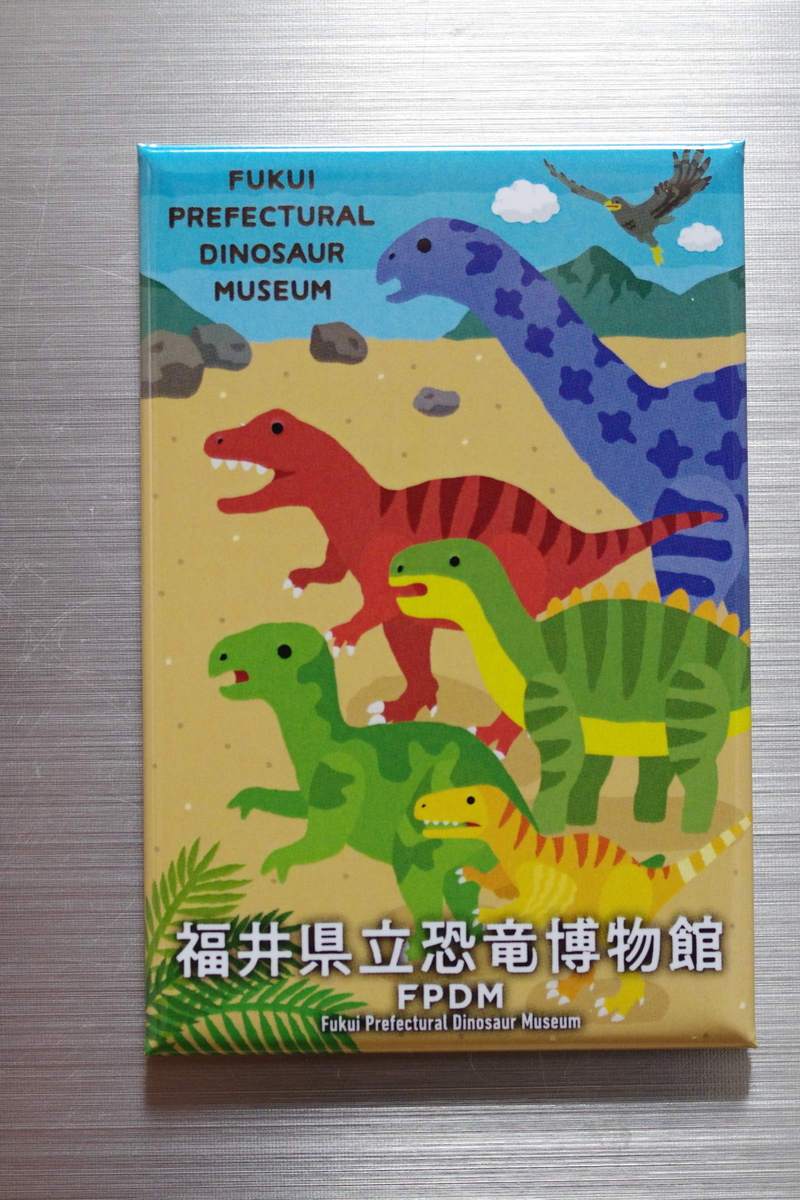 FUKUI
PREFECTURAL
DINOSAUR
MUSEUM
福井県立恐竜博物館
FPDM
Fukui Prefectural Dinosaur Museum